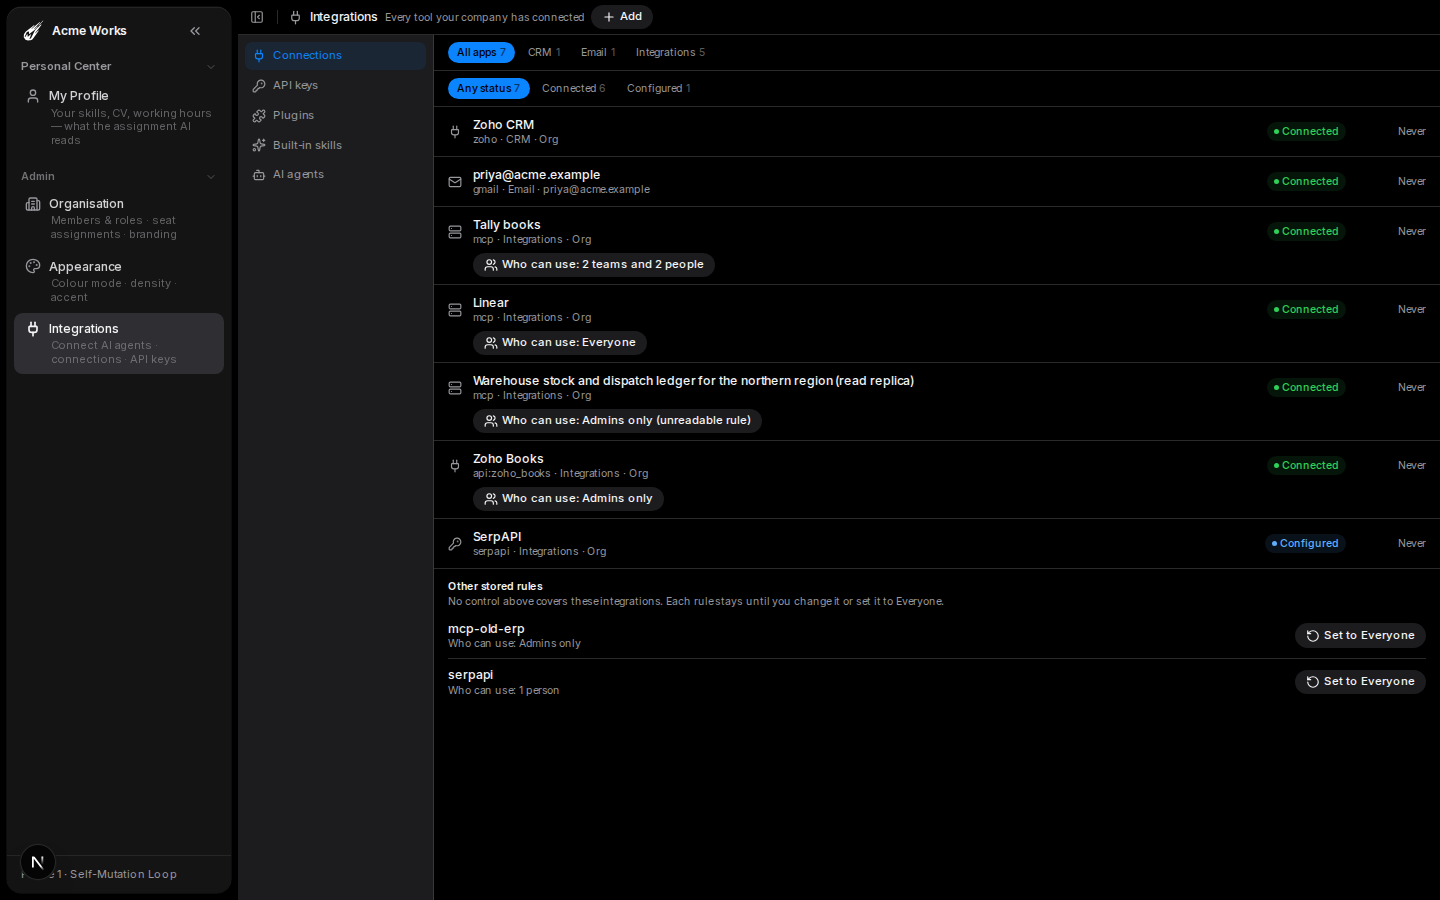 Acme Works
Personal Center
My Profile
Your skills, CV, working hours
— what the assignment AI
reads
Admin
Organisation
Members & roles · seat
assignments · branding
Appearance
Colour mode · density ·
accent
Integrations
Connect AI agents ·
connections · API keys
1 · Self-Mutation Loop
Integrations Every tool your company has connected Add
Connections
API keys
Plugins
Built-in skills
AI agents
All apps 7 CRM 1 Email 1 Integrations 5
Any status 7 Connected 6 Configured 1
Zoho CRM
zoho · CRM · Org
Connected Never
priya@acme.example
gmail · Email · priya@acme.example
Connected Never
Tally books
mcp · Integrations · Org
Connected Never
Who can use: 2 teams and 2 people
Linear
mcp · Integrations · Org
Connected Never
Who can use: Everyone
Warehouse stock and dispatch ledger for the northern region (read replica)
mcp · Integrations · Org
Connected Never
Who can use: Admins only (unreadable rule)
Zoho Books
api:zoho_books · Integrations · Org
Connected Never
Who can use: Admins only
SerpAPI
serpapi · Integrations · Org
Configured Never
Other stored rules
No control above covers these integrations. Each rule stays until you change it or set it to Everyone.
mcp-old-erp
Who can use: Admins only
Set to Everyone
serpapi
Who can use: 1 person
Set to Everyone